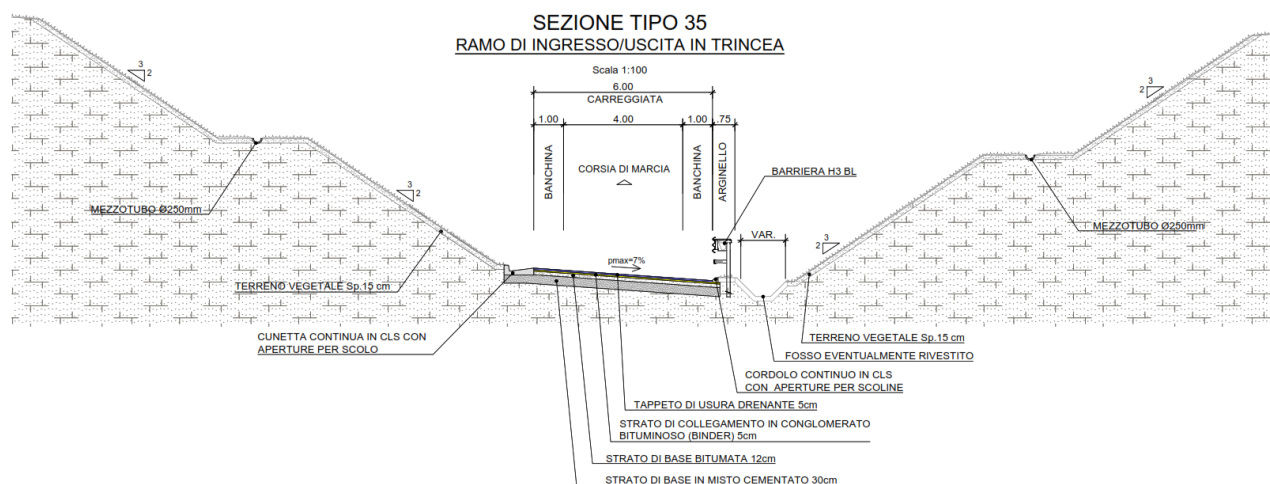 SEZIONE TIPO 35
RAMO DI INGRESSO/USCITA IN TRINCEA
Scala 1:100
6.00
CARREGGIATA
1.00 4.00 1.00 .75
BANCHINA
CORSIA DI MARCIA
BANCHINA
ARGINELLO
3
2
3
2
3
2
3
2
BARRIERA H3 BL
MEZZOTUBO Ø250mm
MEZZOTUBO Ø250mm
VAR.
pmax=7%
TERRENO VEGETALE Sp.15 cm
CUNETTA CONTINUA IN CLS CON
APERTURE PER SCOLO
TERRENO VEGETALE Sp.15 cm
FOSSO EVENTUALMENTE RIVESTITO
CORDOLO CONTINUO IN CLS
CON APERTURE PER SCOLINE
TAPPETO DI USURA DRENANTE 5cm
STRATO DI COLLEGAMENTO IN CONGLOMERATO
BITUMINOSO (BINDER) 5cm
STRATO DI BASE BITUMATA 12cm
STRATO DI BASE IN MISTO CEMENTATO 30cm